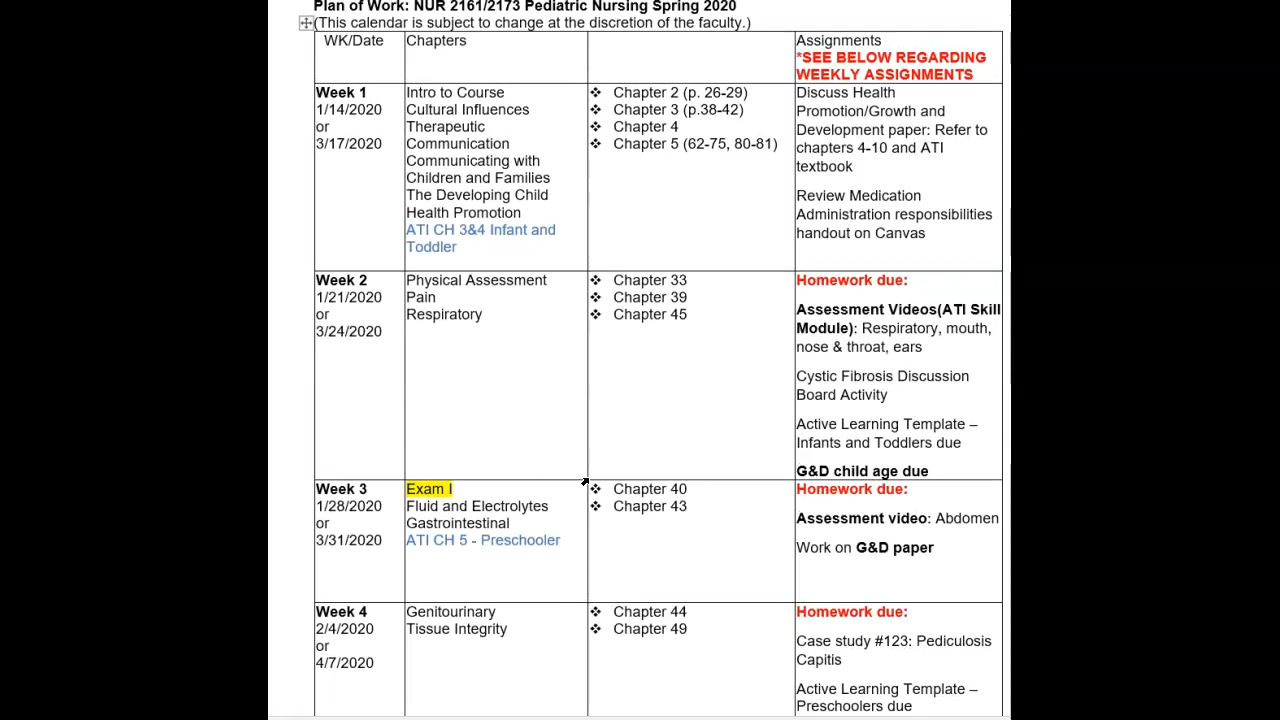 Plan of Work: NUR 2161/2173 Pediatric Nursing Spring 2020
(This calendar is subject to change at the discretion of the faculty.)
WK/Date
Chapters
Assignments
*SEE BELOW REGARDING
WEEKLY ASSIGNMENTS
Week 1
1/14/2020
or
3/17/2020
Intro to Course
Cultural Influences
Therapeutic
Communication
Communicating with
Children and Families
The Developing Child
Health Promotion
ATI CH 3&4 Infant and
Toddler
❖ Chapter 2 (p. 26-29)
❖ Chapter 3 (p.38-42)
❖ Chapter 4
❖ Chapter 5 (62-75, 80-81)
Discuss Health
Promotion/Growth and
Development paper: Refer to
chapters 4-10 and ATI
textbook
Review Medication
Administration responsibilities
handout on Canvas
Week 2
1/21/2020
or
3/24/2020
Physical Assessment
Pain
Respiratory
❖ Chapter 33
❖ Chapter 39
❖ Chapter 45
Homework due:
Assessment Videos(ATI Skill
Module): Respiratory, mouth,
nose & throat, ears
Cystic Fibrosis Discussion
Board Activity
Active Learning Template –
Infants and Toddlers due
G&D child age due
Week 3
1/28/2020
or
3/31/2020
Exam I
Fluid and Electrolytes
Gastrointestinal
ATI CH 5 - Preschooler
❖ Chapter 40
❖ Chapter 43
Homework due:
Assessment video: Abdomen
Work on G&D paper
Week 4
2/4/2020
or
4/7/2020
Genitourinary
Tissue Integrity
❖ Chapter 44
❖ Chapter 49
Homework due:
Case study #123: Pediculosis
Capitis
Active Learning Template –
Preschoolers due